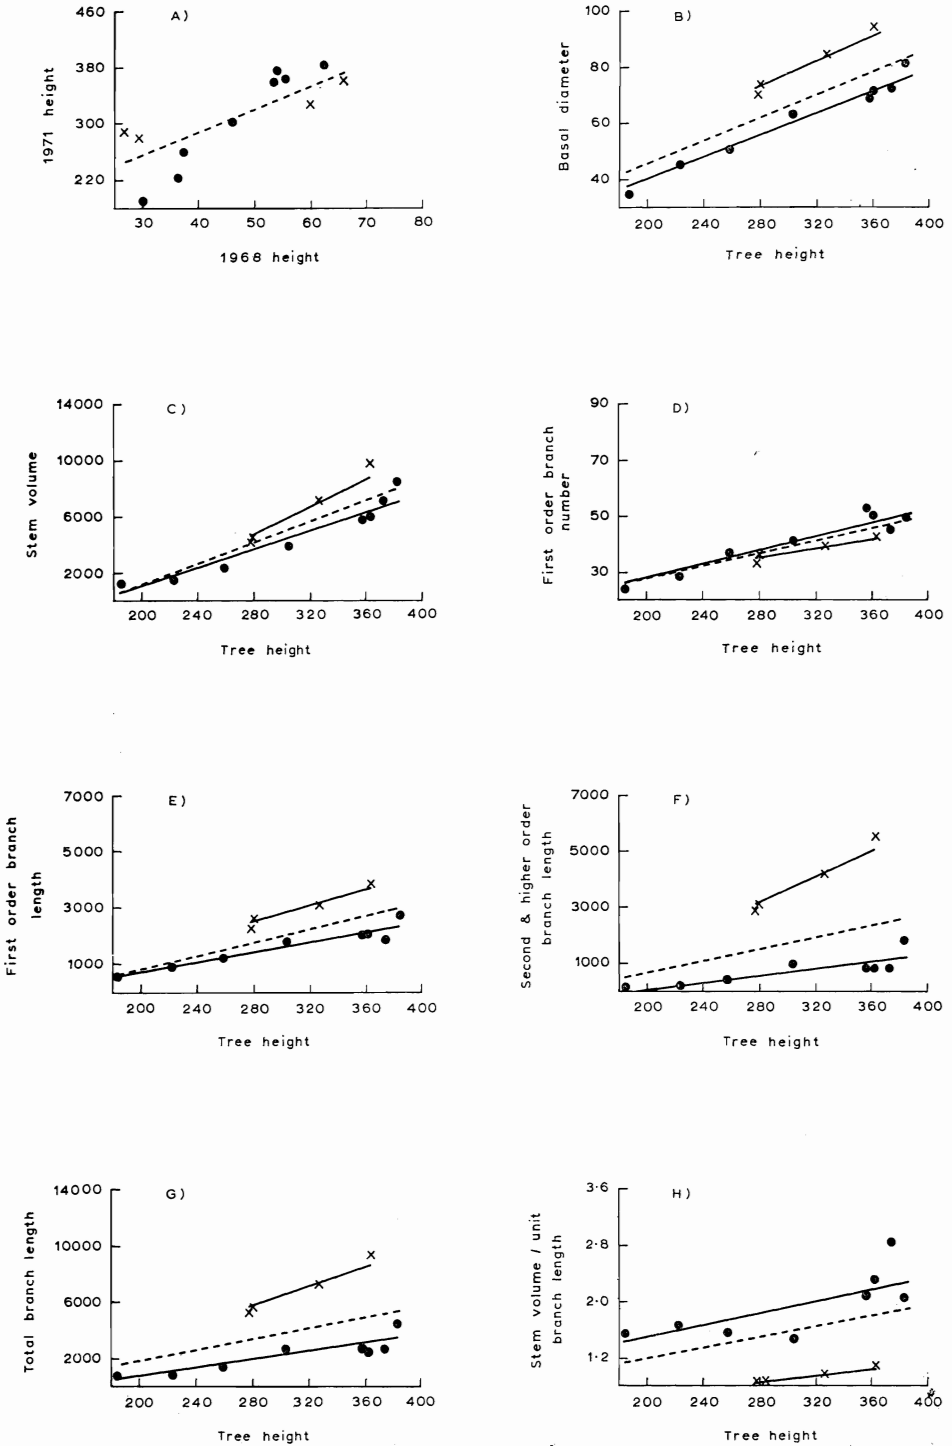 A)
1971 height
460
380
300
220
30 40 50 60 70 80
1968 height
B)
Basal diameter
100
80
60
40
200 240 280 320 360 400
Tree height
C)
Stem volume
14000
10000
6000
2000
200 240 280 320 360 400
Tree height
D)
First order branch
number
90
70
50
30
200 240 280 320 360 400
Tree height
E)
First order branch
length
7000
5000
3000
1000
200 240 280 320 360 400
Tree height
F)
Second & higher order
branch length
7000
5000
3000
1000
200 240 280 320 360 400
Tree height
G)
Total branch length
14000
10000
6000
2000
200 240 280 320 360 400
Tree height
H)
Stem volume / unit
branch length
3·6
2·8
2·0
1·2
200 240 280 320 360 400
Tree height